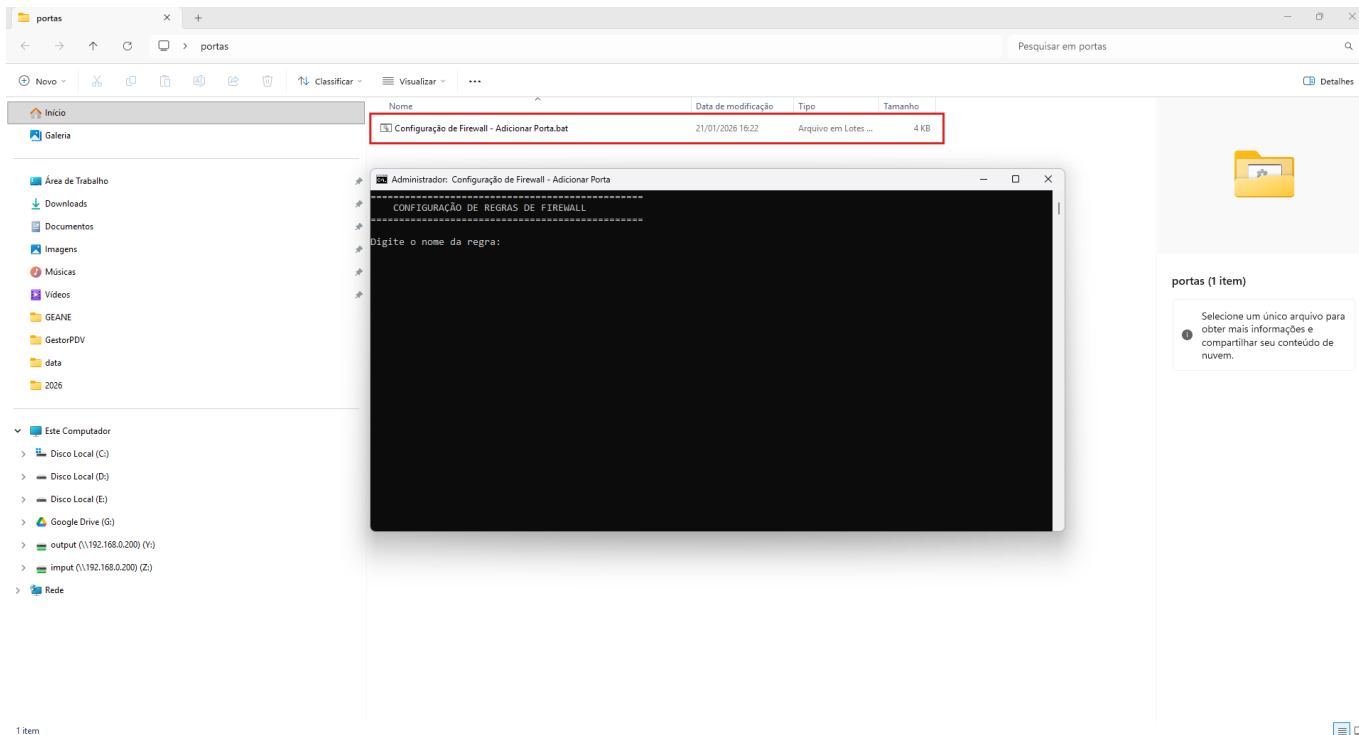 portas
portas
Pesquisar em portas
Novo
Classificar
Visualizar
Detalhes
Início
Galeria
Área de Trabalho
Downloads
Documentos
Imagens
Músicas
Vídeos
GEANE
GestorPDV
data
2026
Este Computador
Disco Local (C:)
Disco Local (D:)
Disco Local (E:)
Google Drive (G:)
output (\\192.168.0.200) (Y:)
imput (\\192.168.0.200) (Z:)
Rede
Nome Data de modificação Tipo Tamanho
Configuração de Firewall - Adicionar Porta.bat 21/01/2026 16:22 Arquivo em Lotes ... 4 KB
Administrador: Configuração de Firewall - Adicionar Porta
================================================
CONFIGURAÇÃO DE REGRAS DE FIREWALL
================================================
Digite o nome da regra:
portas (1 item)
Selecione um único arquivo para
obter mais informações e
compartilhar seu conteúdo de
nuvem.
1 item